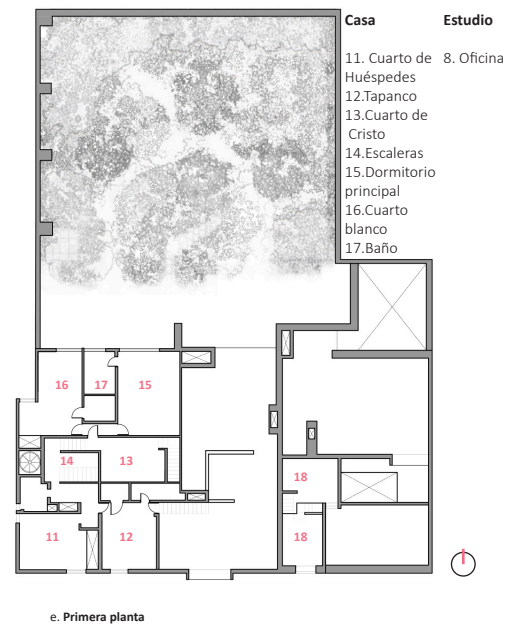 Casa
11. Cuarto de
Huéspedes
12.Tapanco
13.Cuarto de
Cristo
14.Escaleras
15.Dormitorio
principal
16.Cuarto
blanco
17.Baño
Estudio
8. Oficina
16
17
15
14
13
18
11
12
18
e. Primera planta